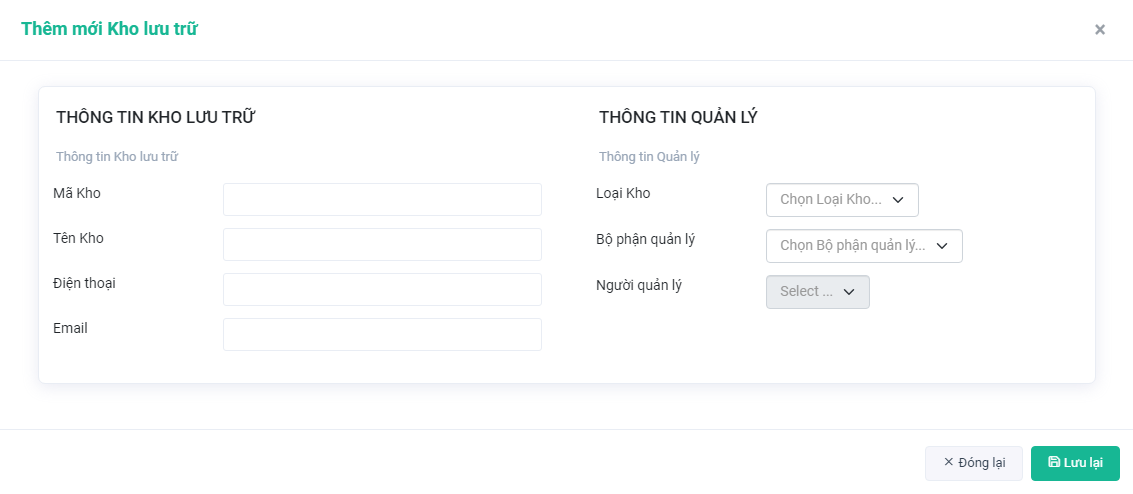 Thêm mới Kho lưu trữ
×
THÔNG TIN KHO LƯU TRỮ
Thông tin Kho lưu trữ
Mã Kho
Tên Kho
Điện thoại
Email
THÔNG TIN QUẢN LÝ
Thông tin Quản lý
Loại Kho
Chọn Loại Kho...
Bộ phận quản lý
Chọn Bộ phận quản lý...
Người quản lý
Select ...
Đóng lại
Lưu lại